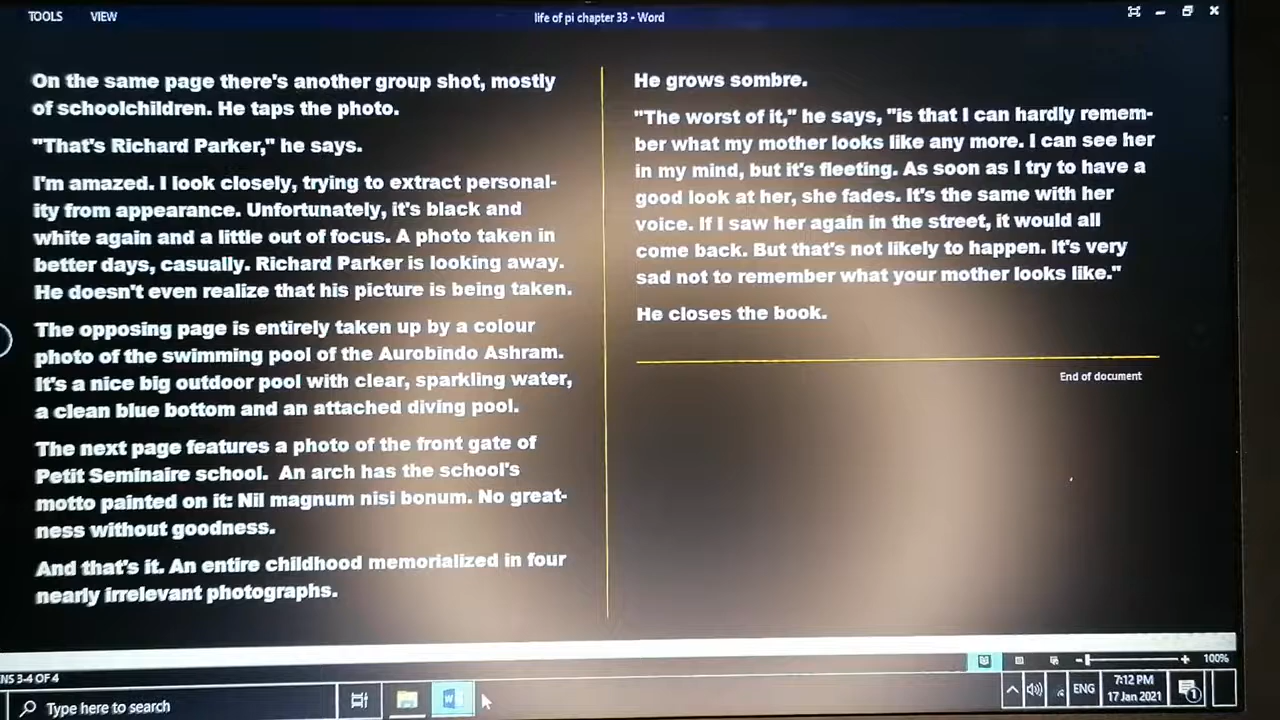 TOOLS VIEW
life of pi chapter 33 - Word
On the same page there's another group shot, mostly
of schoolchildren. He taps the photo.
"That's Richard Parker," he says.
I'm amazed. I look closely, trying to extract personal-
ity from appearance. Unfortunately, it's black and
white again and a little out of focus. A photo taken in
better days, casually. Richard Parker is looking away.
He doesn't even realize that his picture is being taken.
The opposing page is entirely taken up by a colour
photo of the swimming pool of the Aurobindo Ashram.
It's a nice big outdoor pool with clear, sparkling water,
a clean blue bottom and an attached diving pool.
The next page features a photo of the front gate of
Petit Seminaire school. An arch has the school's
motto painted on it: Nil magnum nisi bonum. No great-
ness without goodness.
And that's it. An entire childhood memorialized in four
nearly irrelevant photographs.
He grows sombre.
"The worst of it," he says, "is that I can hardly remem-
ber what my mother looks like any more. I can see her
in my mind, but it's fleeting. As soon as I try to have a
good look at her, she fades. It's the same with her
voice. If I saw her again in the street, it would all
come back. But that's not likely to happen. It's very
sad not to remember what your mother looks like."
He closes the book.
End of document
NS 3-4 OF 4
100%
Type here to search
ENG
7:12 PM
17 Jan 2021
1